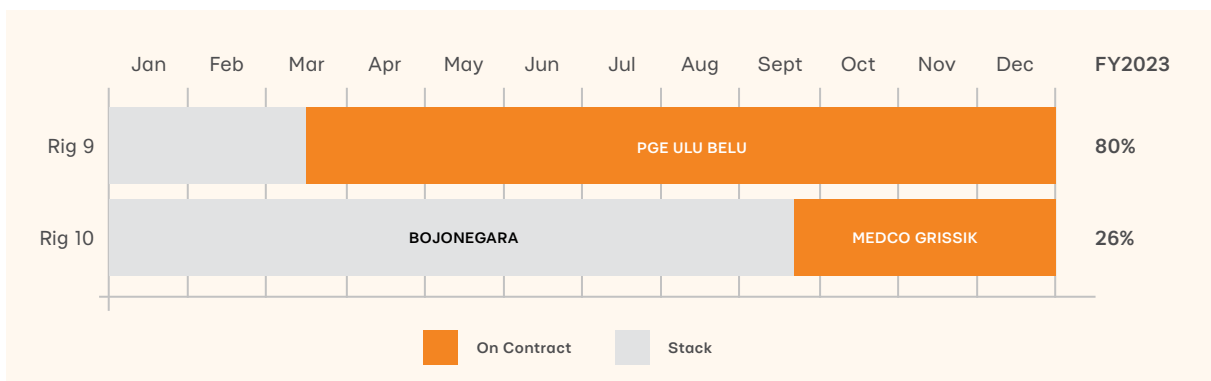 Jan Feb Mar Apr May Jun Jul Aug Sept Oct Nov Dec FY2023
Rig 9 PGE ULU BELU 80%
Rig 10 BOJONEGARA MEDCO GRISSIK 26%
On Contract Stack